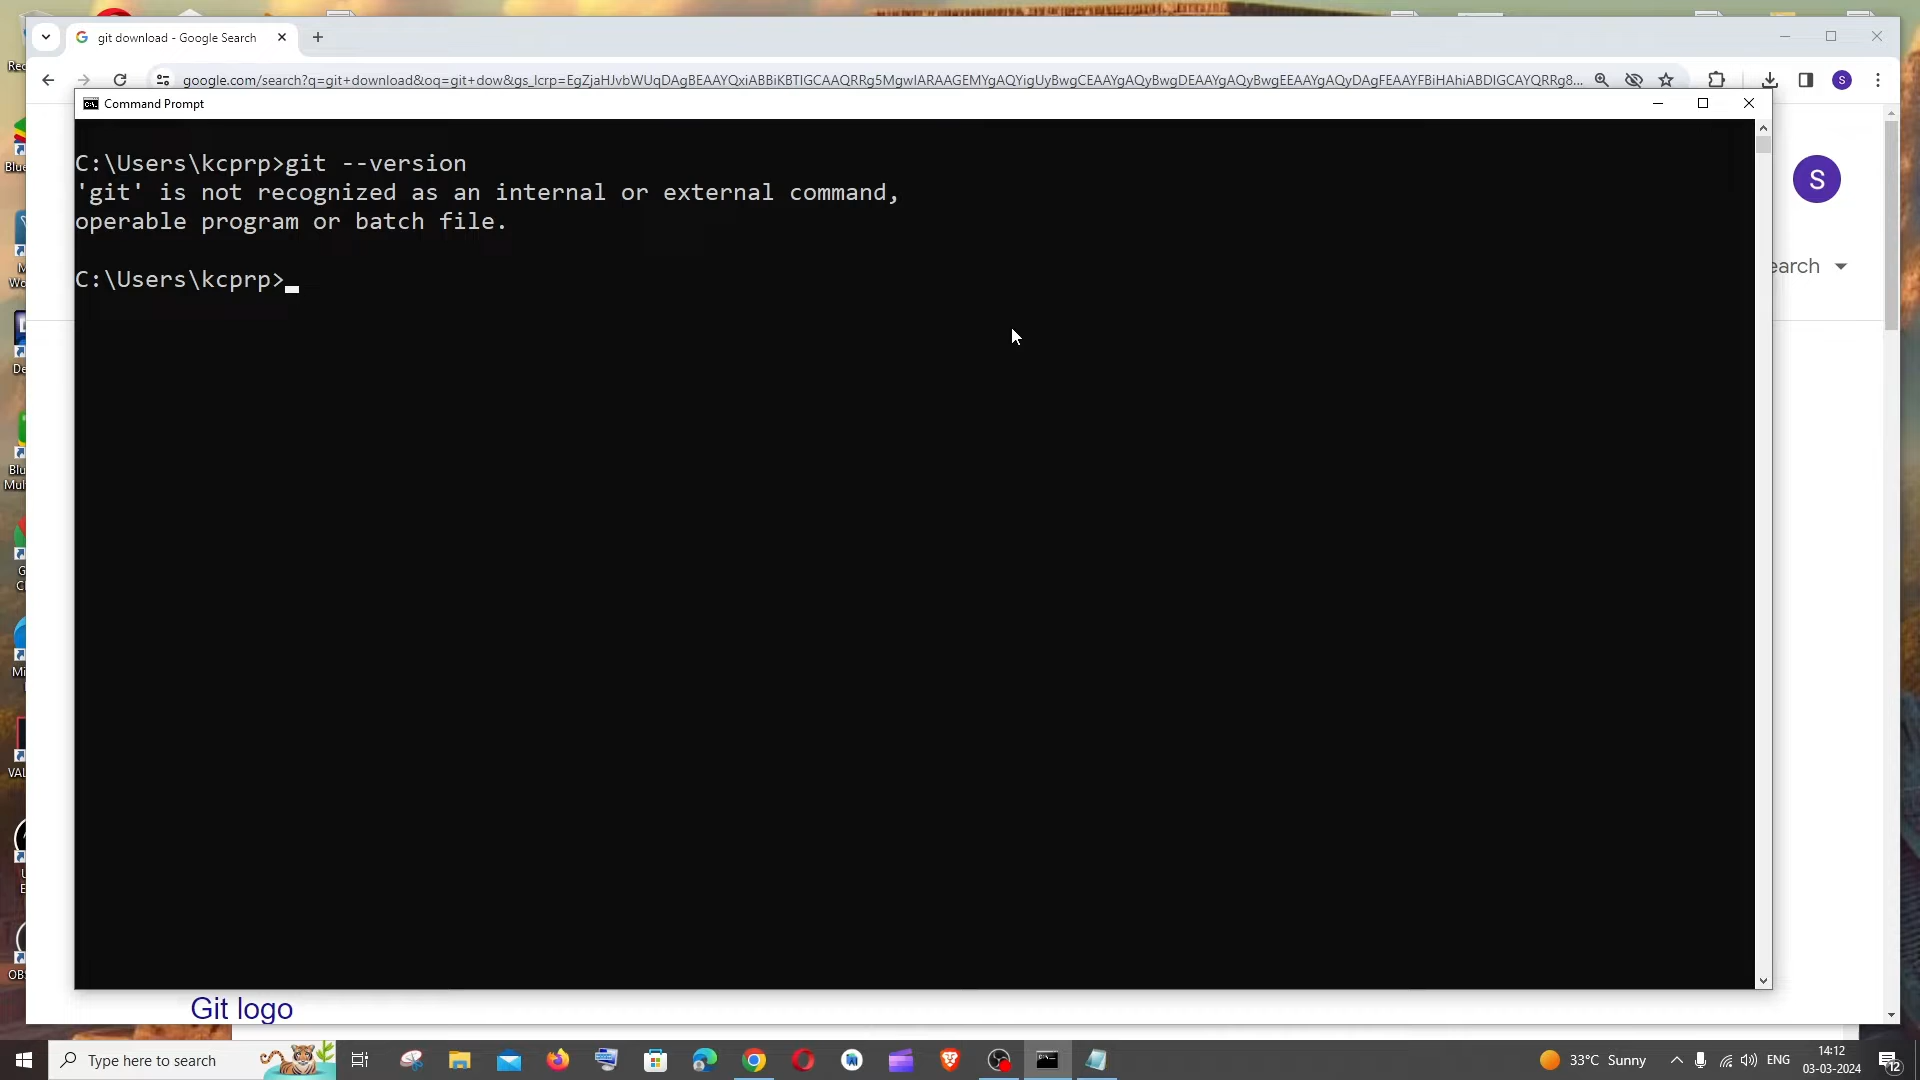 git download - Google Search
google.com/search?q=git+download&oq=git+dow&gs_lcrp=EgZjaHJvbWUqDAgBEAAYQxiABBiKBTIGCAAQRRg5MgwIARAAGEMYgAQYigUyBwgCEAAYgAQyBwgDEAAYgAQyBwgEEAAYgAQyDAgFEAAYFBiHAhiABDIGCAYQRRg8...
S
Command Prompt
C:\Users\kcprp>git --version
'git' is not recognized as an internal or external command,
operable program or batch file.
C:\Users\kcprp>
S
Git logo
Type here to search
33°C Sunny
ENG
14:12
03-03-2024
12